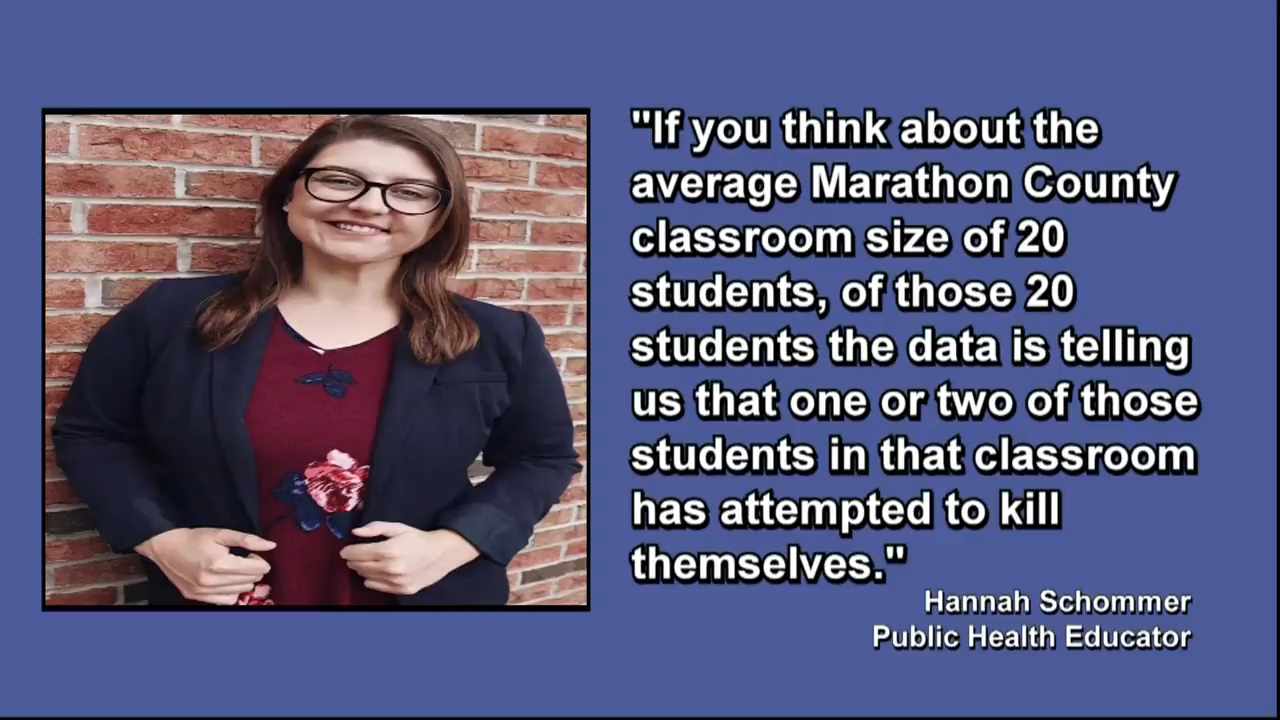 "If you think about the
average Marathon County
classroom size of 20
students, of those 20
students the data is telling
us that one or two of those
students in that classroom
has attempted to kill
themselves."
Hannah Schommer
Public Health Educator